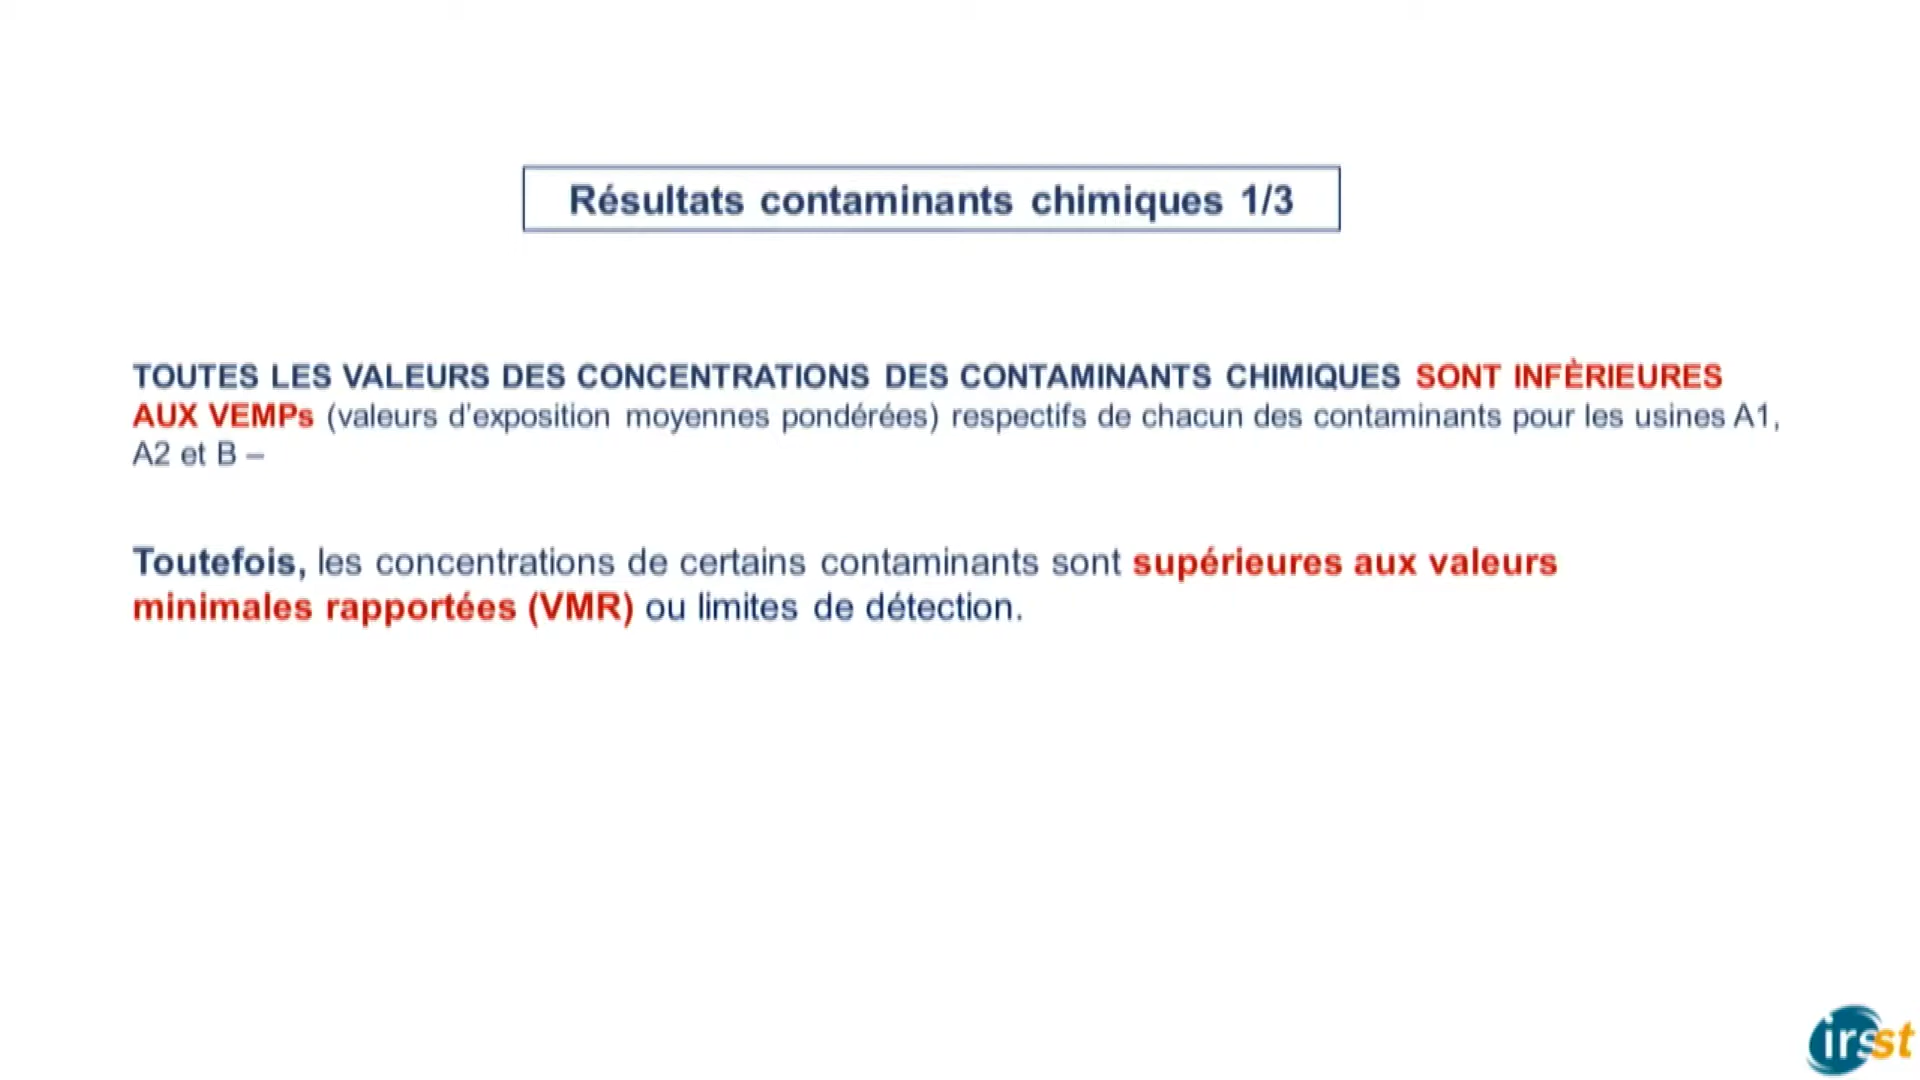 Résultats contaminants chimiques 1/3
TOUTES LES VALEURS DES CONCENTRATIONS DES CONTAMINANTS CHIMIQUES SONT INFÈRIEURES
AUX VEMPs (valeurs d'exposition moyennes pondérées) respectifs de chacun des contaminants pour les usines A1,
A2 et B –
Toutefois, les concentrations de certains contaminants sont supérieures aux valeurs
minimales rapportées (VMR) ou limites de détection.
irsst